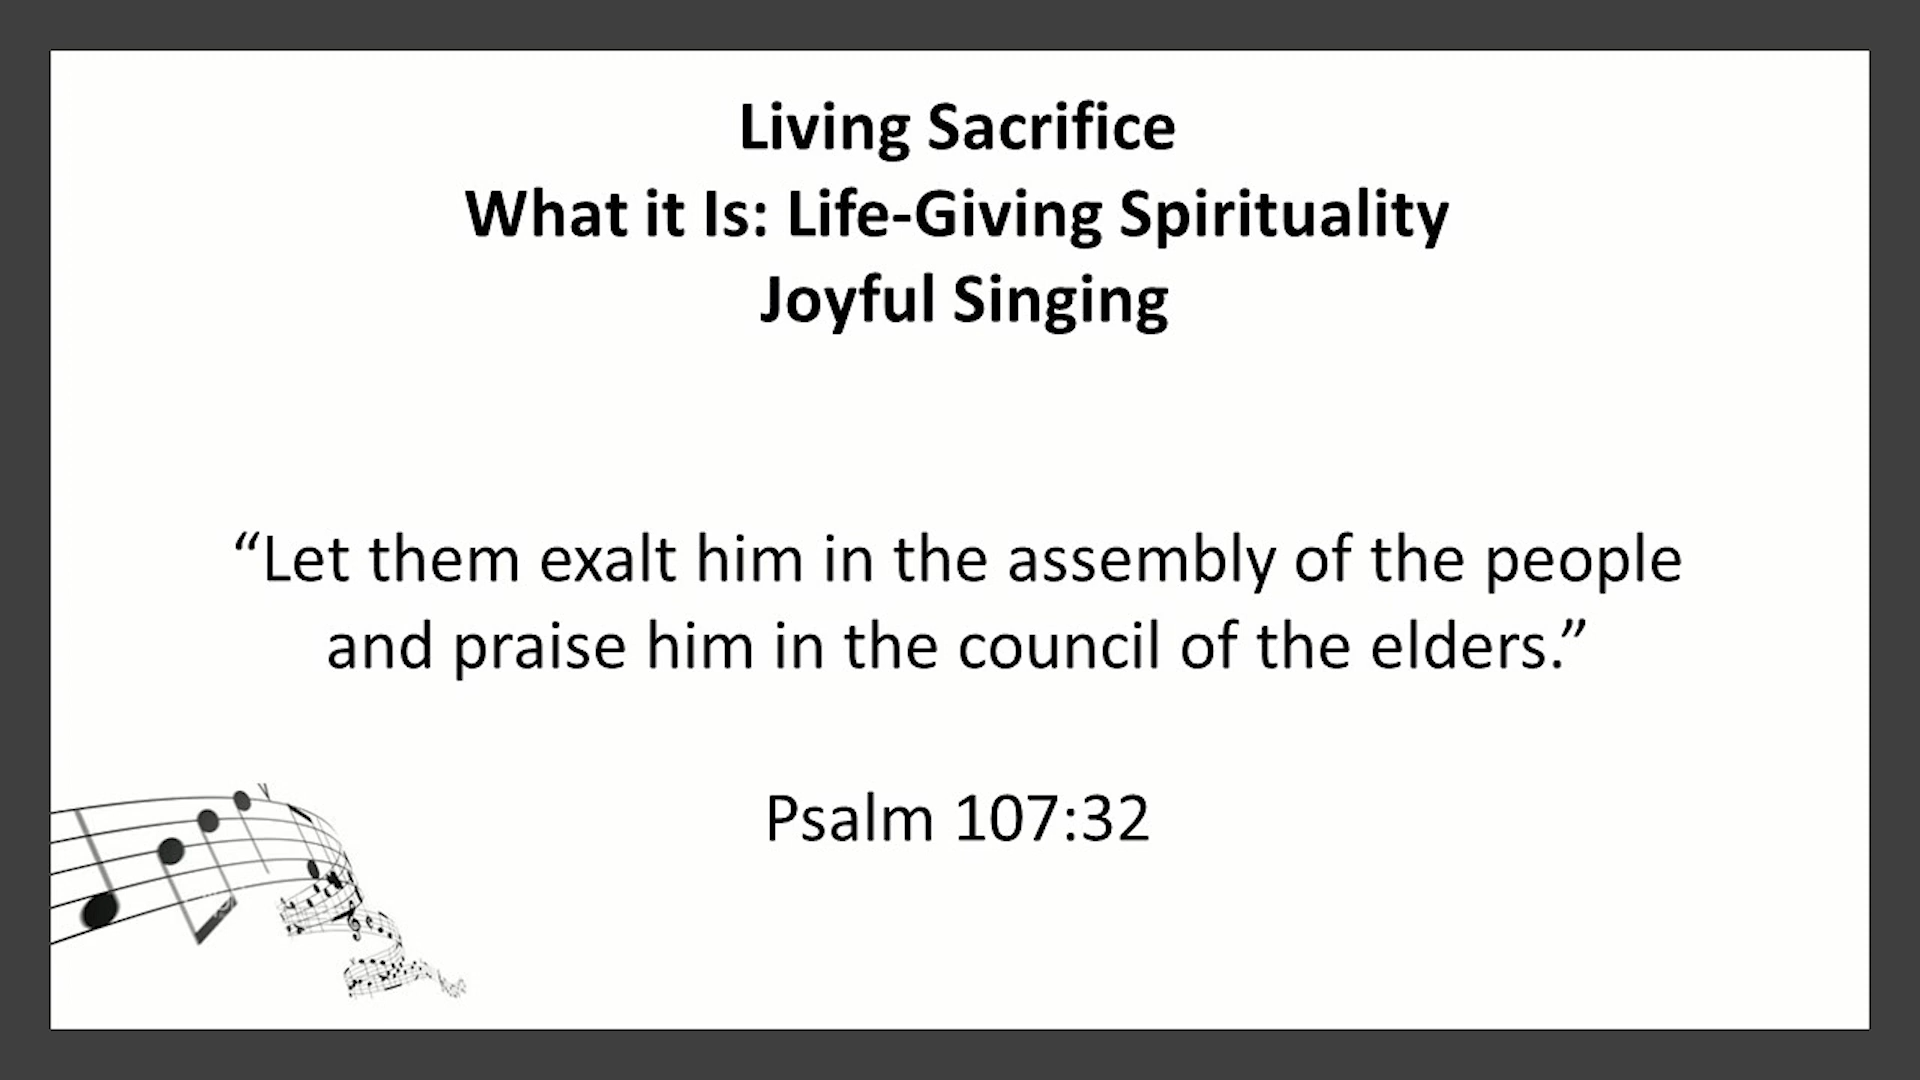 Living Sacrifice
What it Is: Life-Giving Spirituality
Joyful Singing
“Let them exalt him in the assembly of the people
and praise him in the council of the elders.”
Psalm 107:32